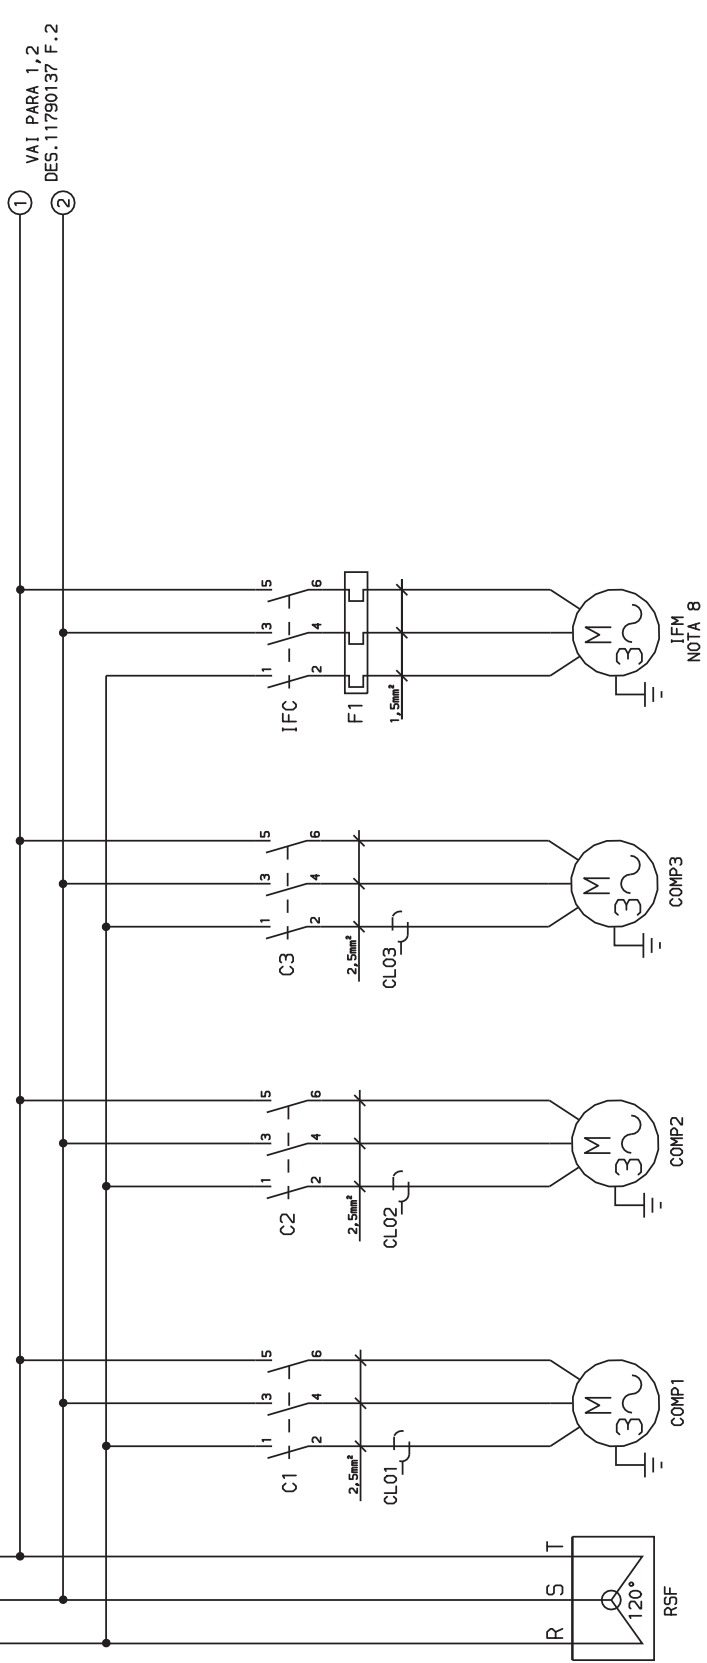 VAI PARA 1,2
DES.11790137 F.2
1
2
R
S
T
120°
RSF
1
3
5
C1
2
4
6
2,5mm²
CLO1
M
3~
COMP1
1
3
5
C2
2
4
6
2,5mm²
CLO2
M
3~
COMP2
1
3
5
C3
2
4
6
2,5mm²
CLO3
M
3~
COMP3
1
3
5
IFC
2
4
6
F1
1,5mm²
M
3~
IFM
NOTA 8